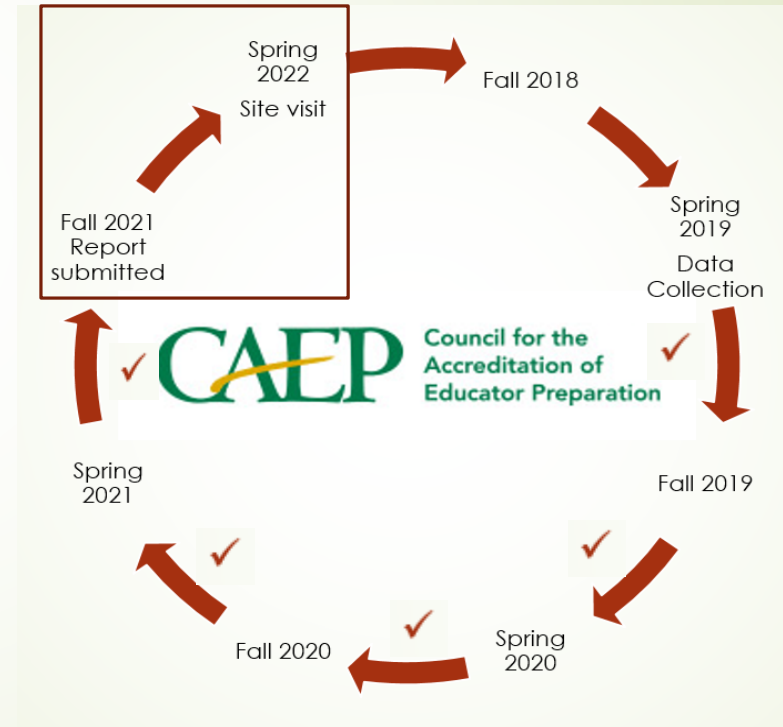 Spring
2022
Site visit
Fall 2018
Spring
2019
Data
Collection
Fall 2019
Spring
2020
Fall 2020
Spring
2021
Fall 2021
Report
submitted
CAEP
Council for the
Accreditation of
Educator Preparation